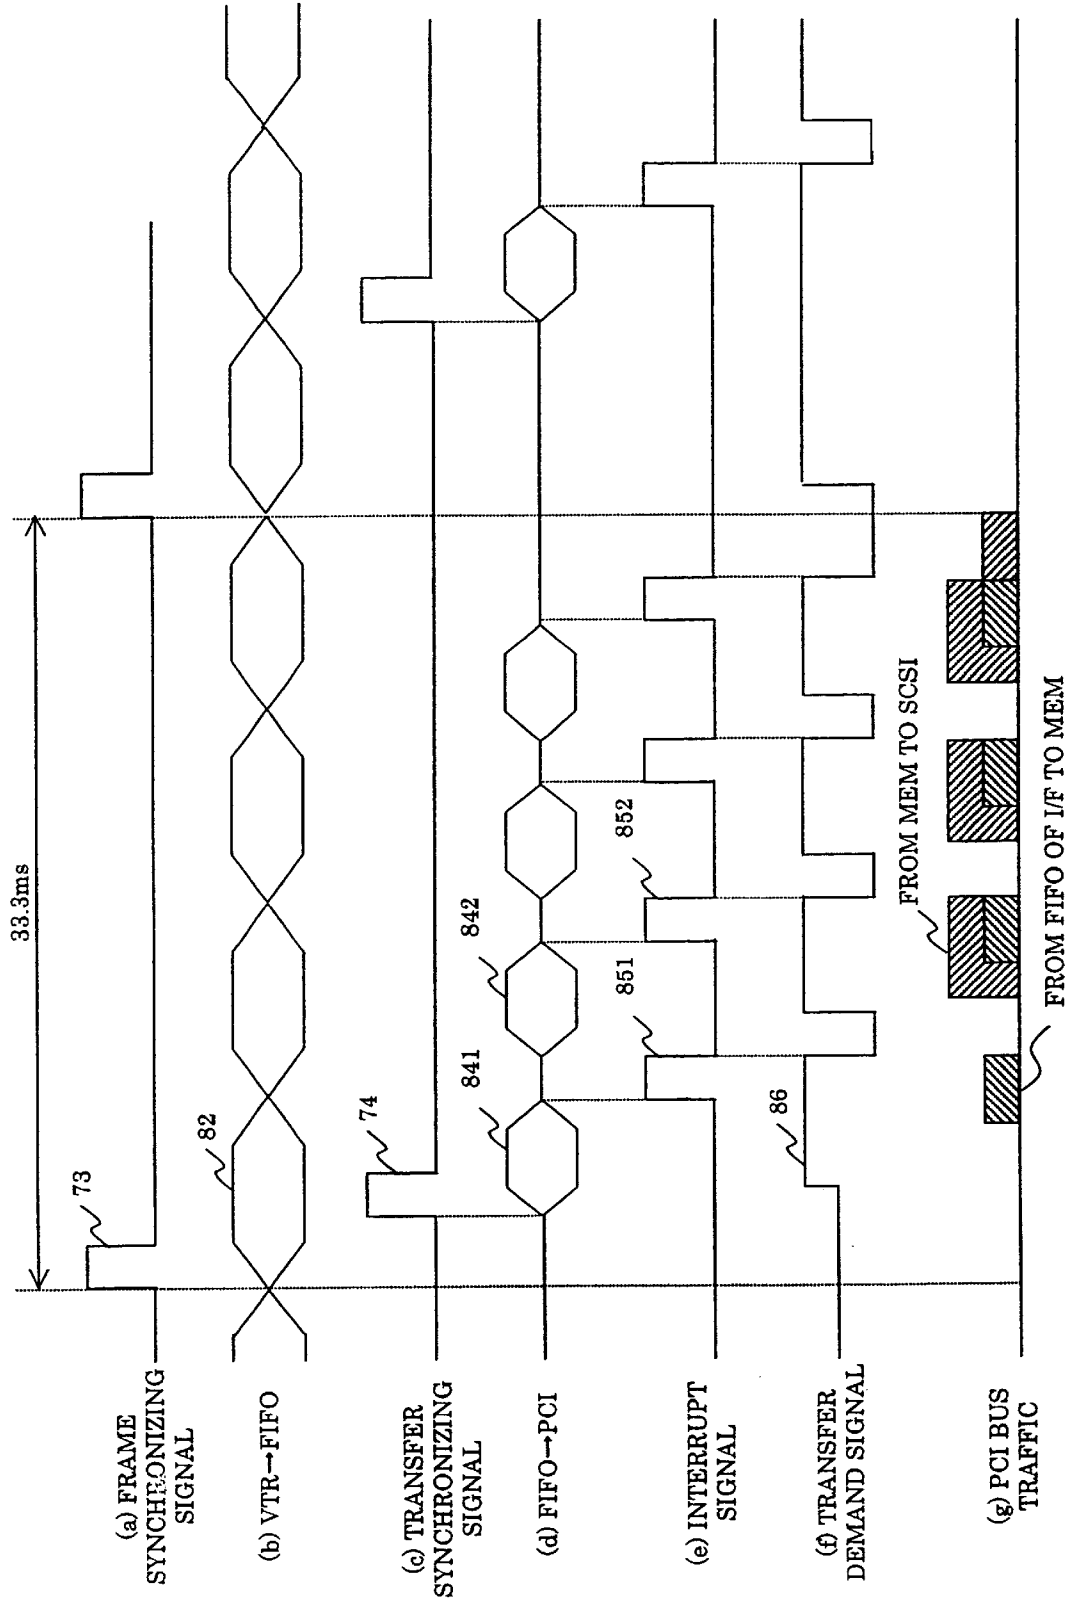 33.3ms
73
(a) FRAME
SYNCHRONIZING
SIGNAL
82
(b) VTR→FIFO
74
(c) TRANSFER
SYNCHRONIZING
SIGNAL
841
842
(d) FIFO→PCI
851
852
(e) INTERRUPT
SIGNAL
86
(f) TRANSFER
DEMAND SIGNAL
FROM MEM TO SCSI
(g) PCI BUS
TRAFFIC
FROM FIFO OF I/F TO MEM